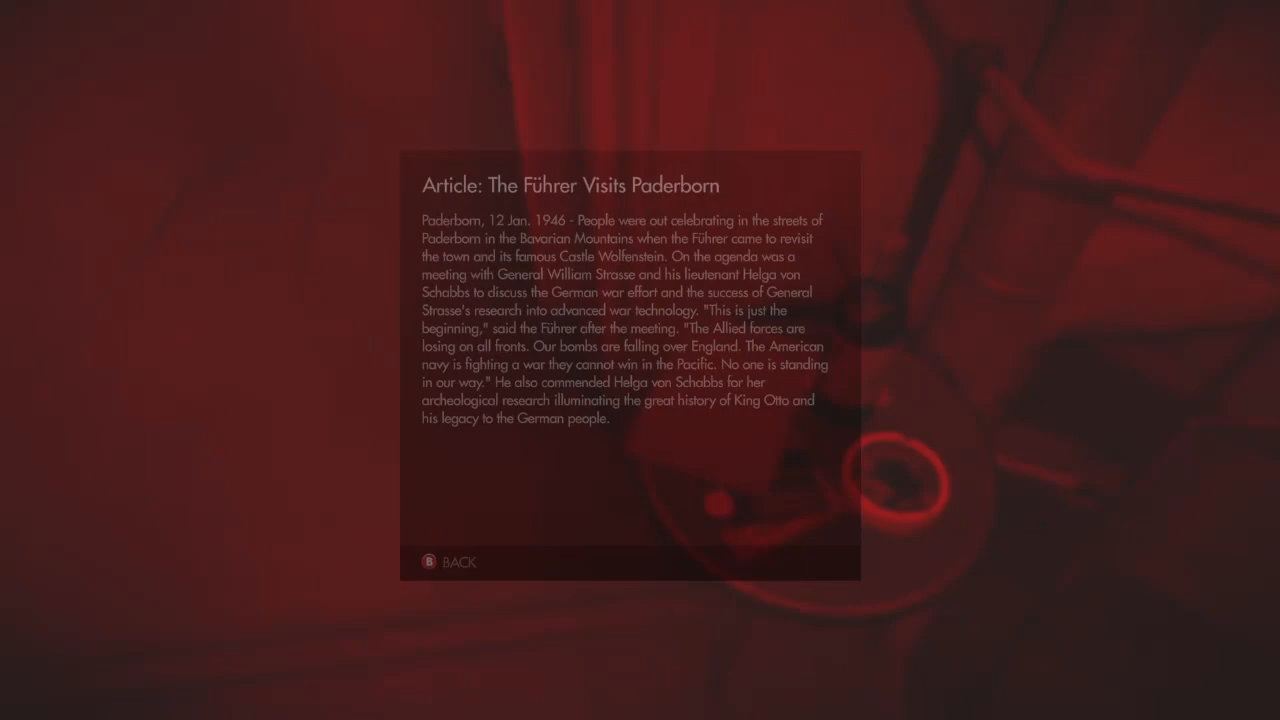 Article: The Führer Visits Paderborn
Paderborn, 12 Jan. 1946 - People were out celebrating in the streets of
Paderborn in the Bavarian Mountains when the Führer came to revisit
the town and its famous Castle Wolfenstein. On the agenda was a
meeting with General William Strasse and his lieutenant Helga von
Schabbs to discuss the German war effort and the success of General
Strasse's research into advanced war technology. "This is just the
beginning," said the Führer after the meeting. "The Allied forces are
losing on all fronts. Our bombs are falling over England. The American
navy is fighting a war they cannot win in the Pacific. No one is standing
in our way." He also commended Helga von Schabbs for her
archeological research illuminating the great history of King Otto and
his legacy to the German people.
B BACK